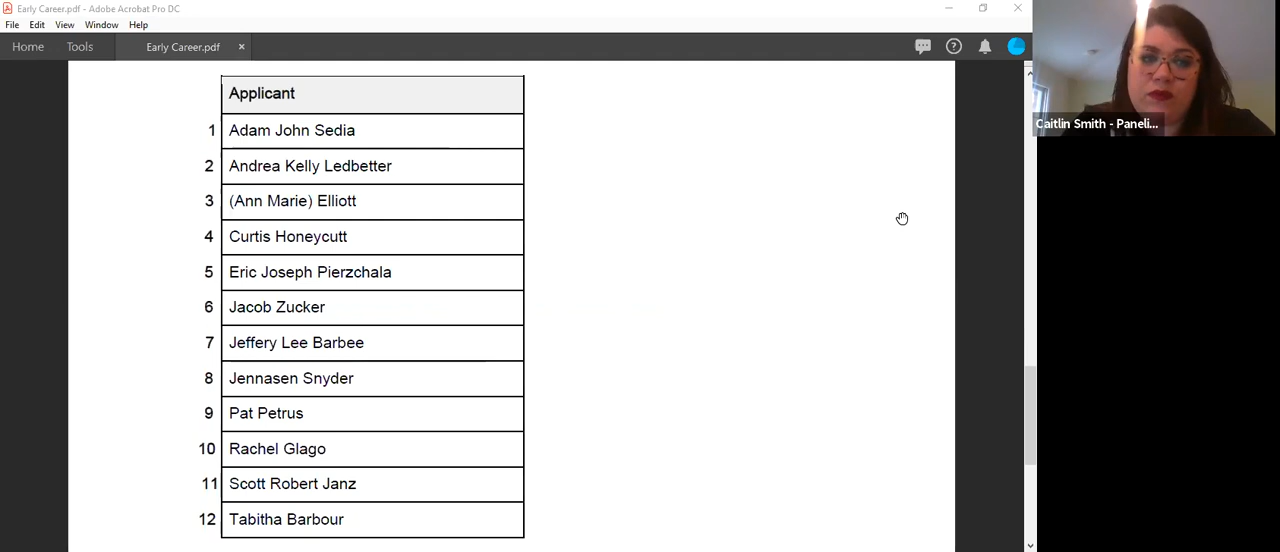 Early Career.pdf - Adobe Acrobat Pro DC
File Edit View Window Help
Home Tools Early Career.pdf ×
Applicant
1 Adam John Sedia
2 Andrea Kelly Ledbetter
3 (Ann Marie) Elliott
4 Curtis Honeycutt
5 Eric Joseph Pierzchala
6 Jacob Zucker
7 Jeffery Lee Barbee
8 Jennasen Snyder
9 Pat Petrus
10 Rachel Glago
11 Scott Robert Janz
12 Tabitha Barbour
Caitlin Smith - Paneli...